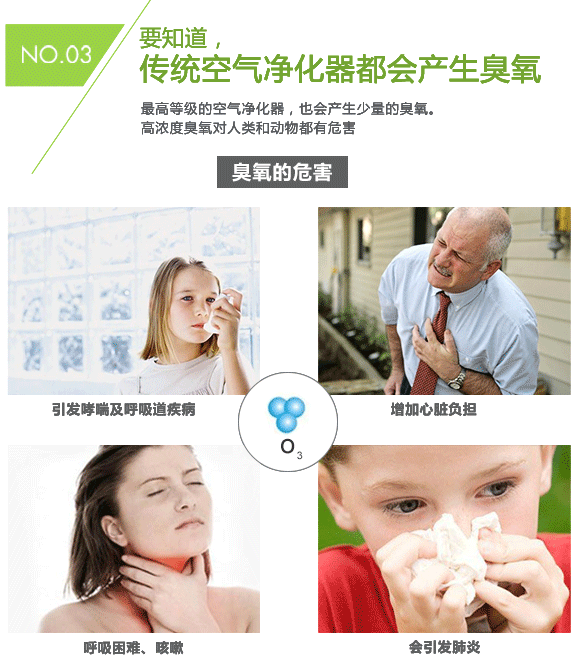 NO.03
要知道，
传统空气净化器都会产生臭氧
最高等级的空气净化器，也会产生少量的臭氧。
高浓度臭氧对人类和动物都有危害
臭氧的危害
引发哮喘及呼吸道疾病
增加心脏负担
O3
呼吸困难、咳嗽
会引发肺炎